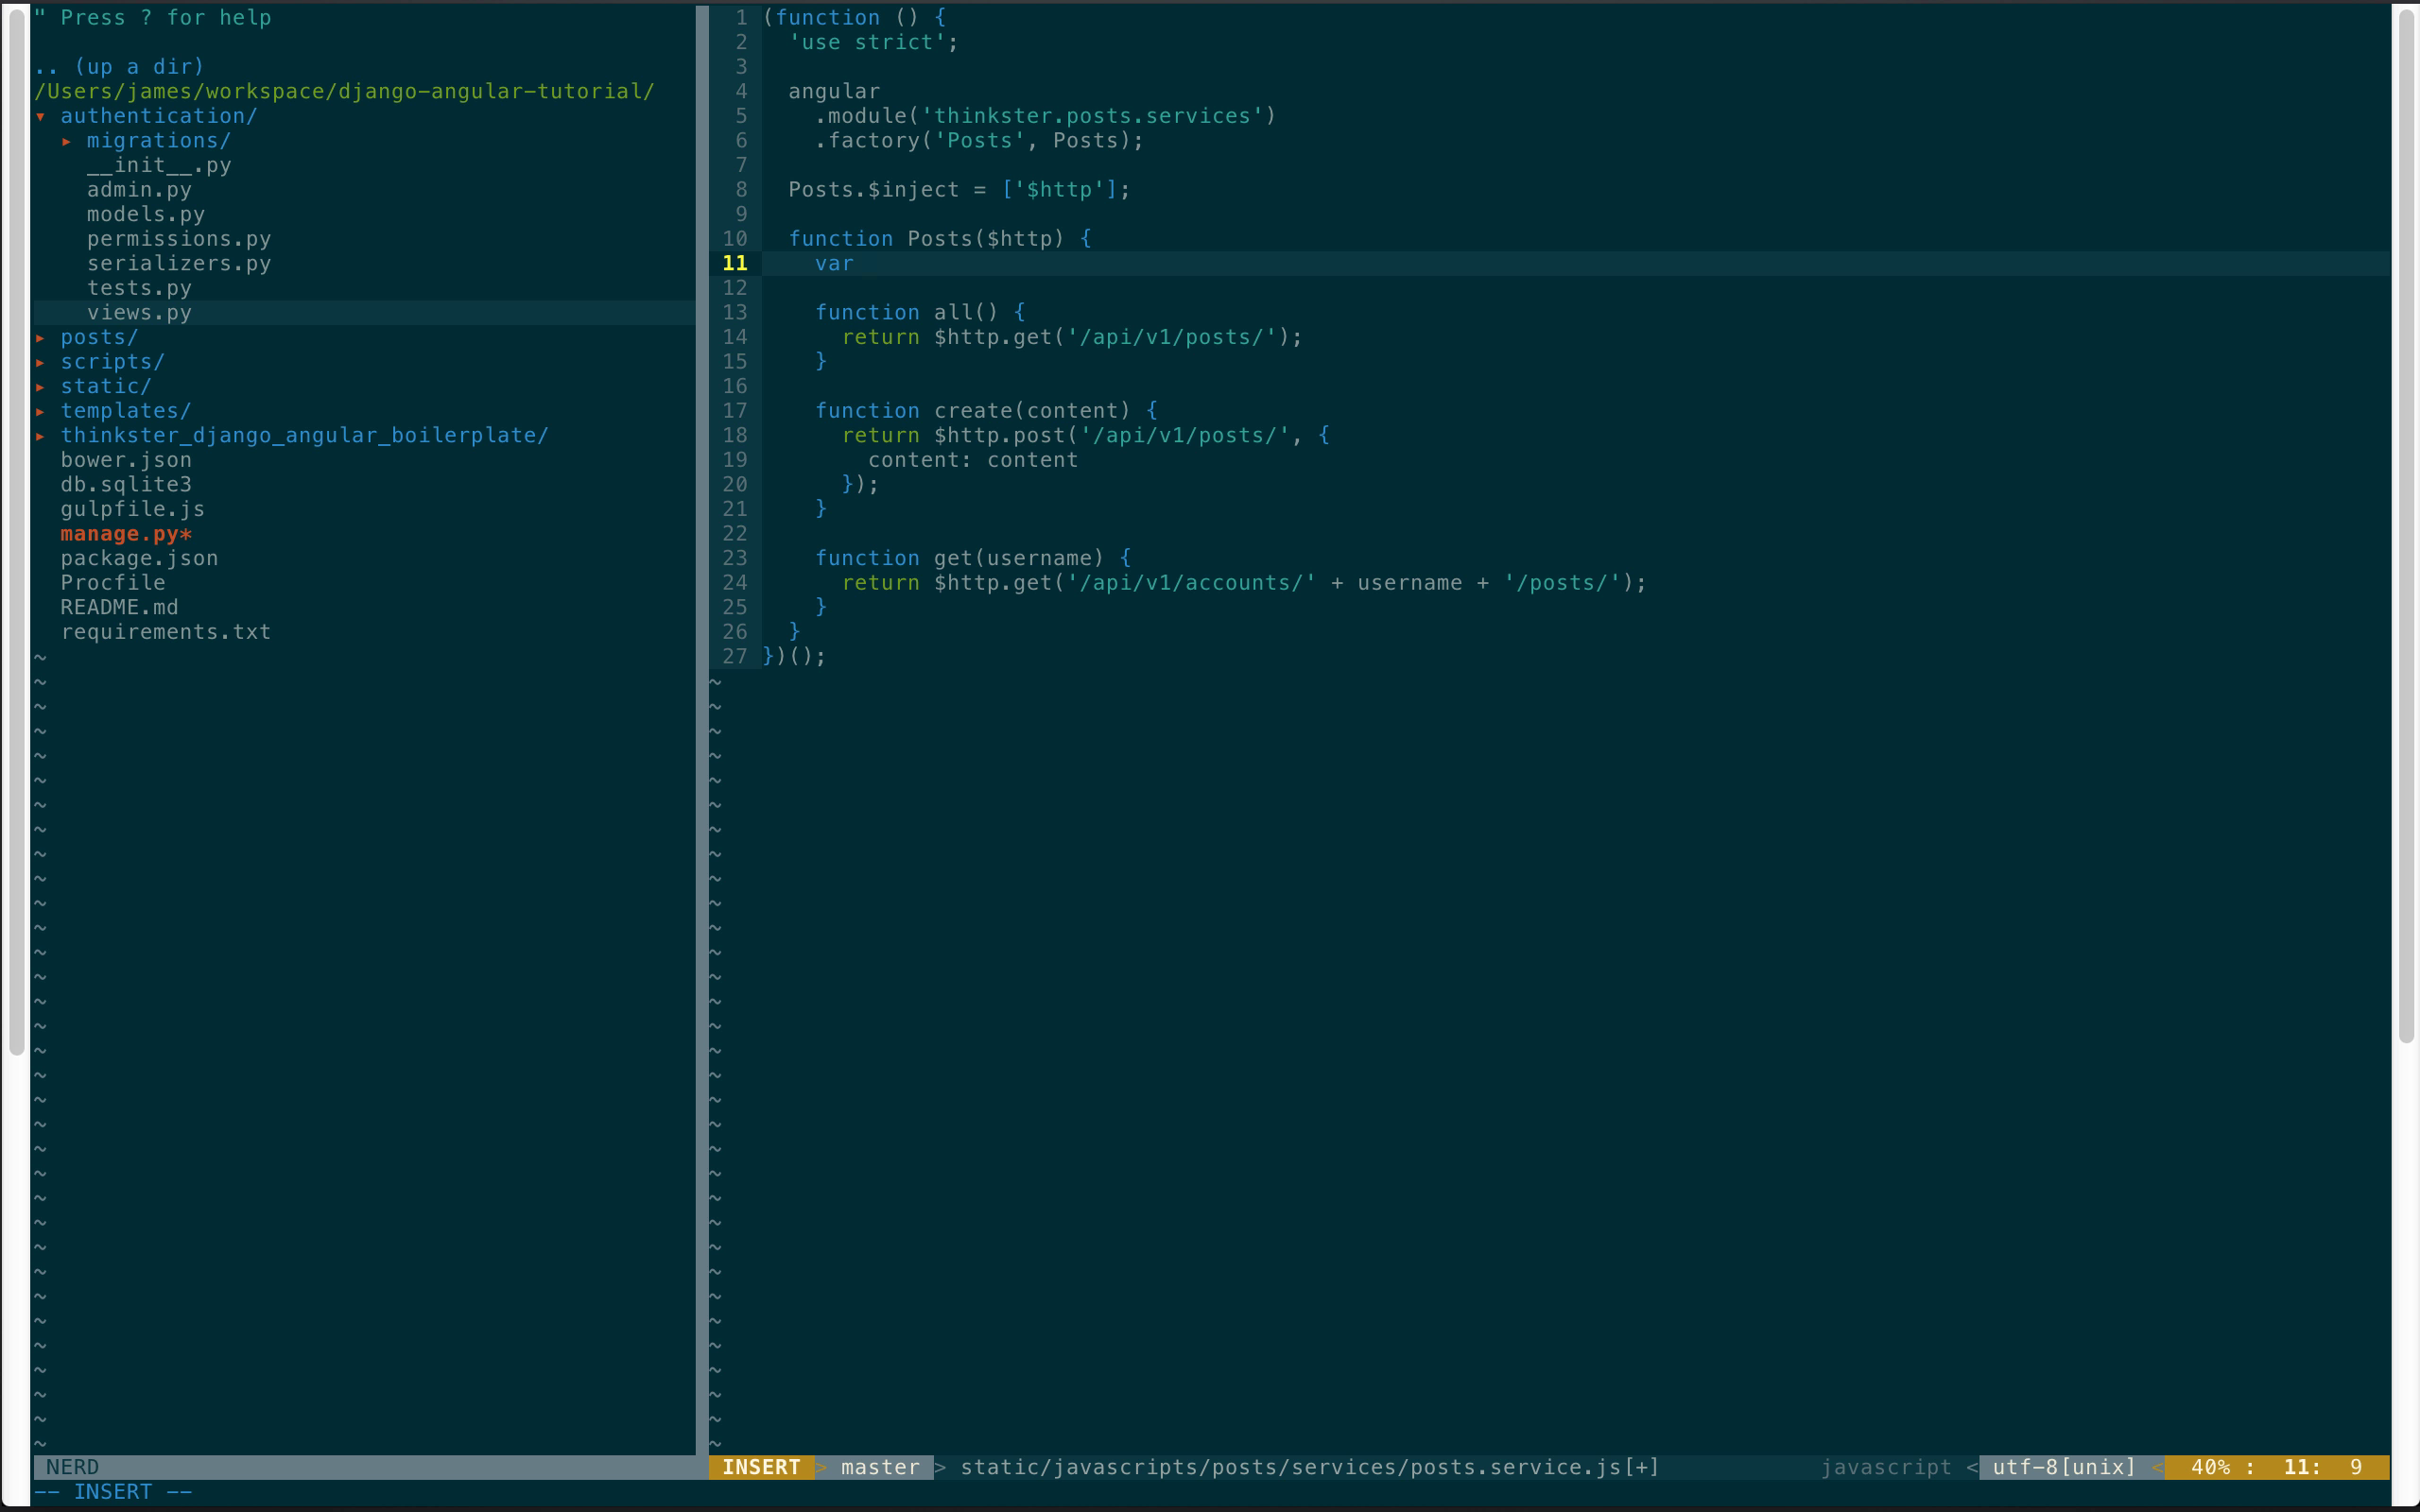 " Press ? for help
.. (up a dir)
/Users/james/workspace/django-angular-tutorial/
▾ authentication/
  ▸ migrations/
    __init__.py
    admin.py
    models.py
    permissions.py
    serializers.py
    tests.py
    views.py
▸ posts/
▸ scripts/
▸ static/
▸ templates/
▸ thinkster_django_angular_boilerplate/
  bower.json
  db.sqlite3
  gulpfile.js
  manage.py*
  package.json
  Procfile
  README.md
  requirements.txt
1 (function () {
2   'use strict';
3
4   angular
5     .module('thinkster.posts.services')
6     .factory('Posts', Posts);
7
8   Posts.$inject = ['$http'];
9
10   function Posts($http) {
11     var
12
13     function all() {
14       return $http.get('/api/v1/posts/');
15     }
16
17     function create(content) {
18       return $http.post('/api/v1/posts/', {
19         content: content
20       });
21     }
22
23     function get(username) {
24       return $http.get('/api/v1/accounts/' + username + '/posts/');
25     }
26   }
27 })();
NERD
INSERT > master > static/javascripts/posts/services/posts.service.js[+] javascript < utf-8[unix] < 40% : 11: 9
-- INSERT --